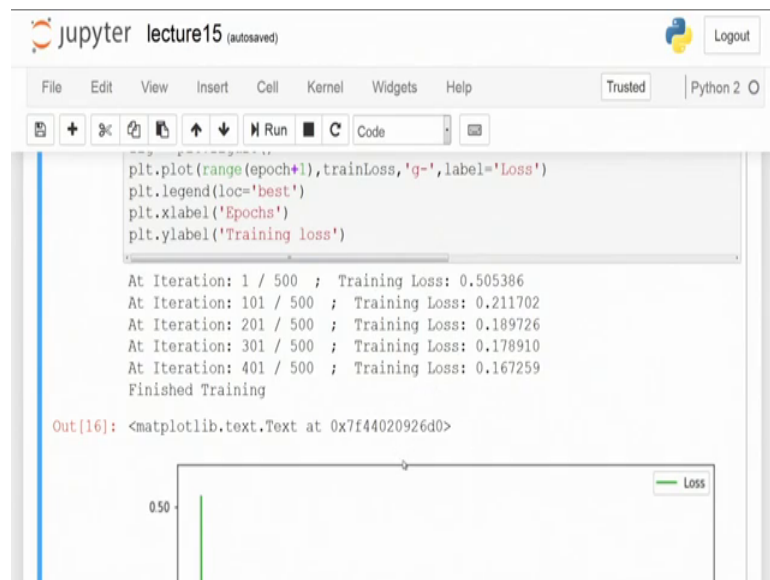 jupyter lecture15 (autosaved)
Logout
File Edit View Insert Cell Kernel Widgets Help
Trusted
Python 2
Run
Code
plt.plot(range(epoch+1),trainLoss,'g-',label='Loss')
plt.legend(loc='best')
plt.xlabel('Epochs')
plt.ylabel('Training loss')
At Iteration: 1 / 500 ; Training Loss: 0.505386
At Iteration: 101 / 500 ; Training Loss: 0.211702
At Iteration: 201 / 500 ; Training Loss: 0.189726
At Iteration: 301 / 500 ; Training Loss: 0.178910
At Iteration: 401 / 500 ; Training Loss: 0.167259
Finished Training
Out[16]: <matplotlib.text.Text at 0x7f44020926d0>
Loss
0.50